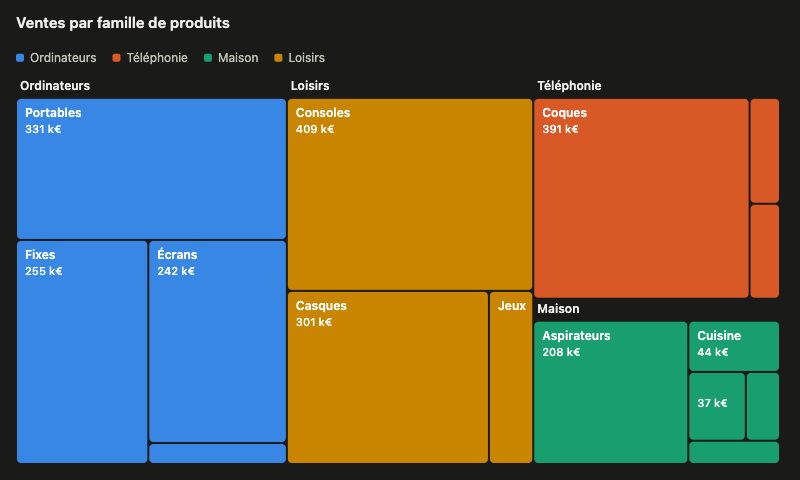 Ventes par famille de produits
Ordinateurs
Téléphonie
Maison
Loisirs
Ordinateurs
Portables
331 k€
Fixes
255 k€
Écrans
242 k€
Loisirs
Consoles
409 k€
Casques
301 k€
Jeux
Téléphonie
Coques
391 k€
Maison
Aspirateurs
208 k€
Cuisine
44 k€
37 k€